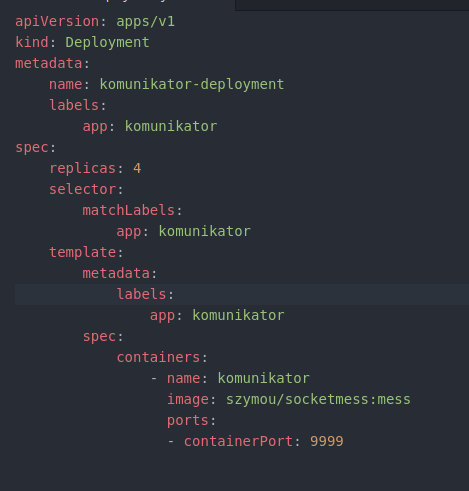 apiVersion: apps/v1
kind: Deployment
metadata:
    name: komunikator-deployment
    labels:
        app: komunikator
spec:
    replicas: 4
    selector:
        matchLabels:
            app: komunikator
    template:
        metadata:
            labels:
                app: komunikator
        spec:
            containers:
                - name: komunikator
                  image: szymou/socketmess:mess
                  ports:
                  - containerPort: 9999